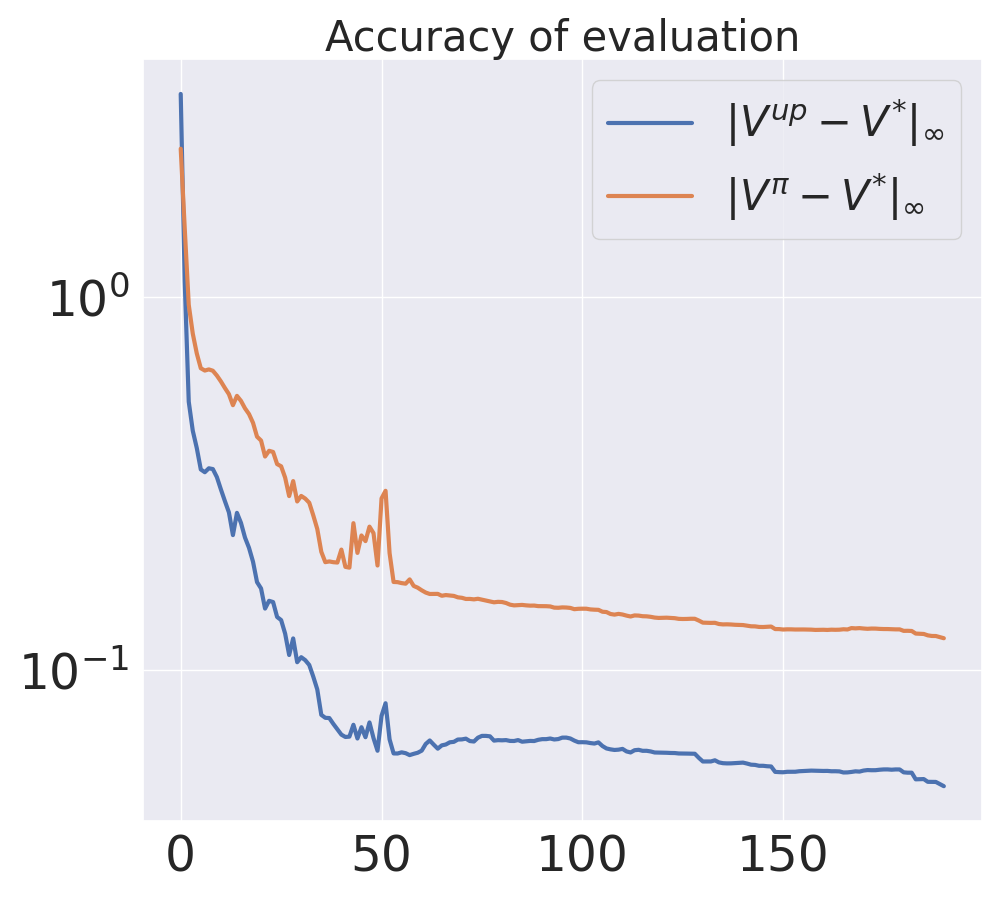 Accuracy of evaluation
|V^{up} − V^*|_∞
|V^π − V^*|_∞
10^0
10^{-1}
0 50 100 150